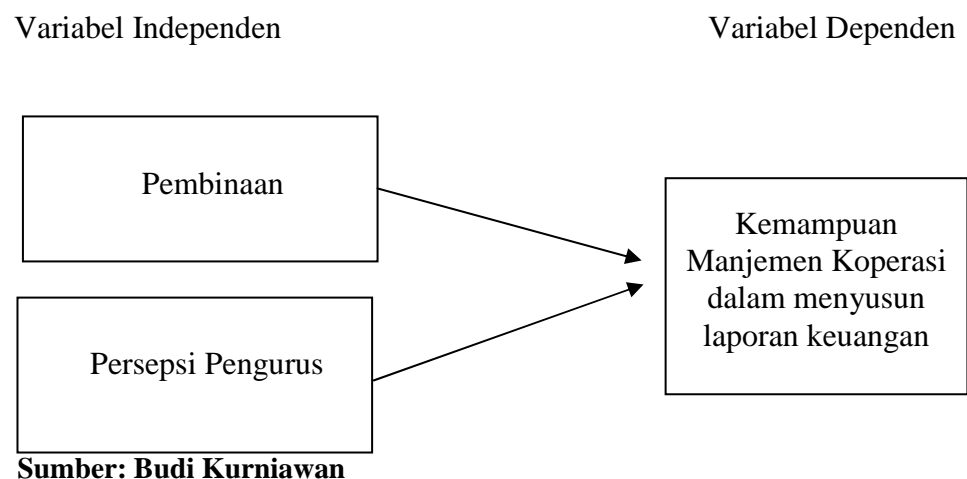 Variabel Independen
Variabel Dependen
Pembinaan
Persepsi Pengurus
Kemampuan
Manjemen Koperasi
dalam menyusun
laporan keuangan
Sumber: Budi Kurniawan